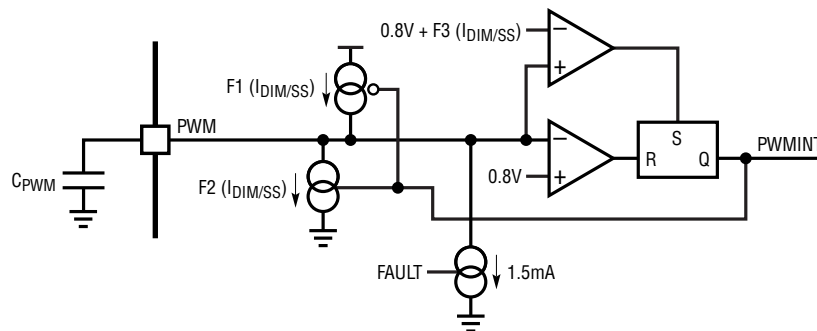 0.8V + F3 (IDIM/SS)
−
+
F1 (IDIM/SS)
PWM
−
+
0.8V
S
R
Q
PWMINT
CPWM
F2 (IDIM/SS)
FAULT
1.5mA